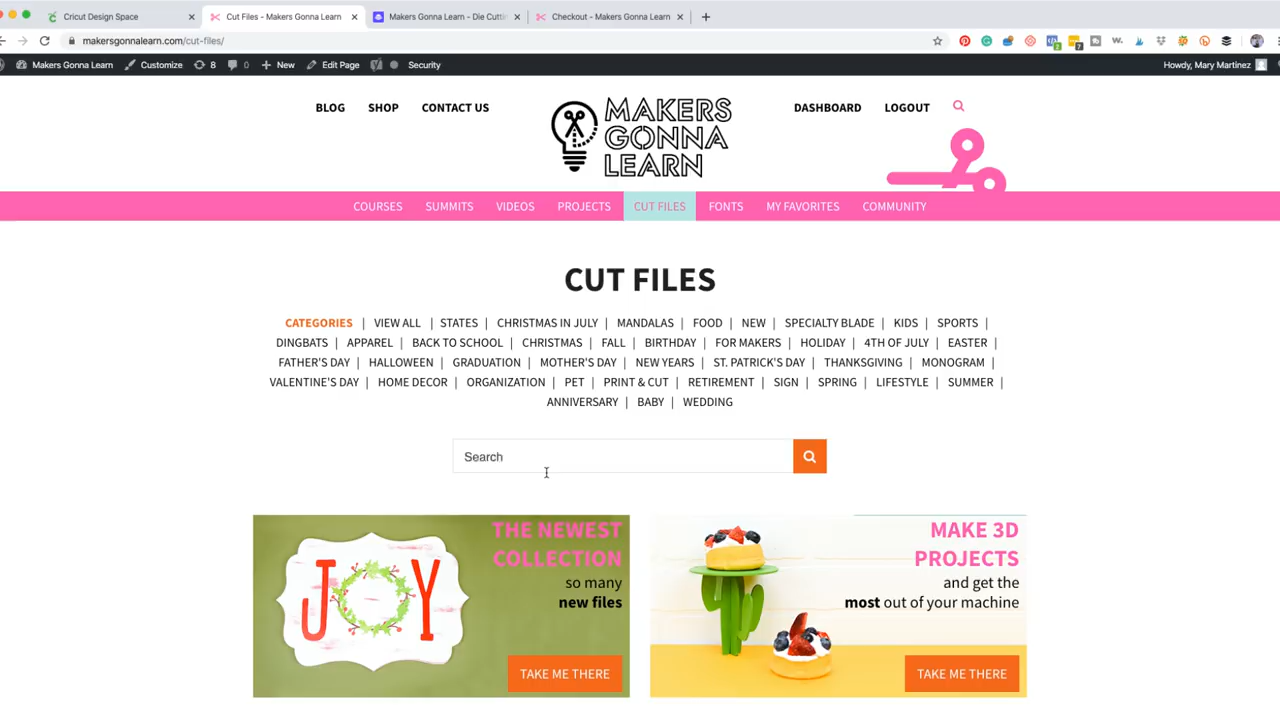 Cricut Design Space
Cut Files - Makers Gonna Learn
Makers Gonna Learn - Die Cuttin
Checkout - Makers Gonna Learn
makersgonnalearn.com/cut-files/
Makers Gonna Learn
Customize
8
0
New
Edit Page
Security
Howdy, Mary Martinez
BLOG SHOP CONTACT US
MAKERS
GONNA
LEARN
DASHBOARD LOGOUT
COURSES SUMMITS VIDEOS PROJECTS CUT FILES FONTS MY FAVORITES COMMUNITY
CUT FILES
CATEGORIES | VIEW ALL | STATES | CHRISTMAS IN JULY | MANDALAS | FOOD | NEW | SPECIALTY BLADE | KIDS | SPORTS |
DINGBATS | APPAREL | BACK TO SCHOOL | CHRISTMAS | FALL | BIRTHDAY | FOR MAKERS | HOLIDAY | 4TH OF JULY | EASTER |
FATHER'S DAY | HALLOWEEN | GRADUATION | MOTHER'S DAY | NEW YEARS | ST. PATRICK'S DAY | THANKSGIVING | MONOGRAM |
VALENTINE'S DAY | HOME DECOR | ORGANIZATION | PET | PRINT & CUT | RETIREMENT | SIGN | SPRING | LIFESTYLE | SUMMER |
ANNIVERSARY | BABY | WEDDING
Search
JOY
THE NEWEST
COLLECTION
so many
new files
TAKE ME THERE
MAKE 3D
PROJECTS
and get the
most out of your machine
TAKE ME THERE